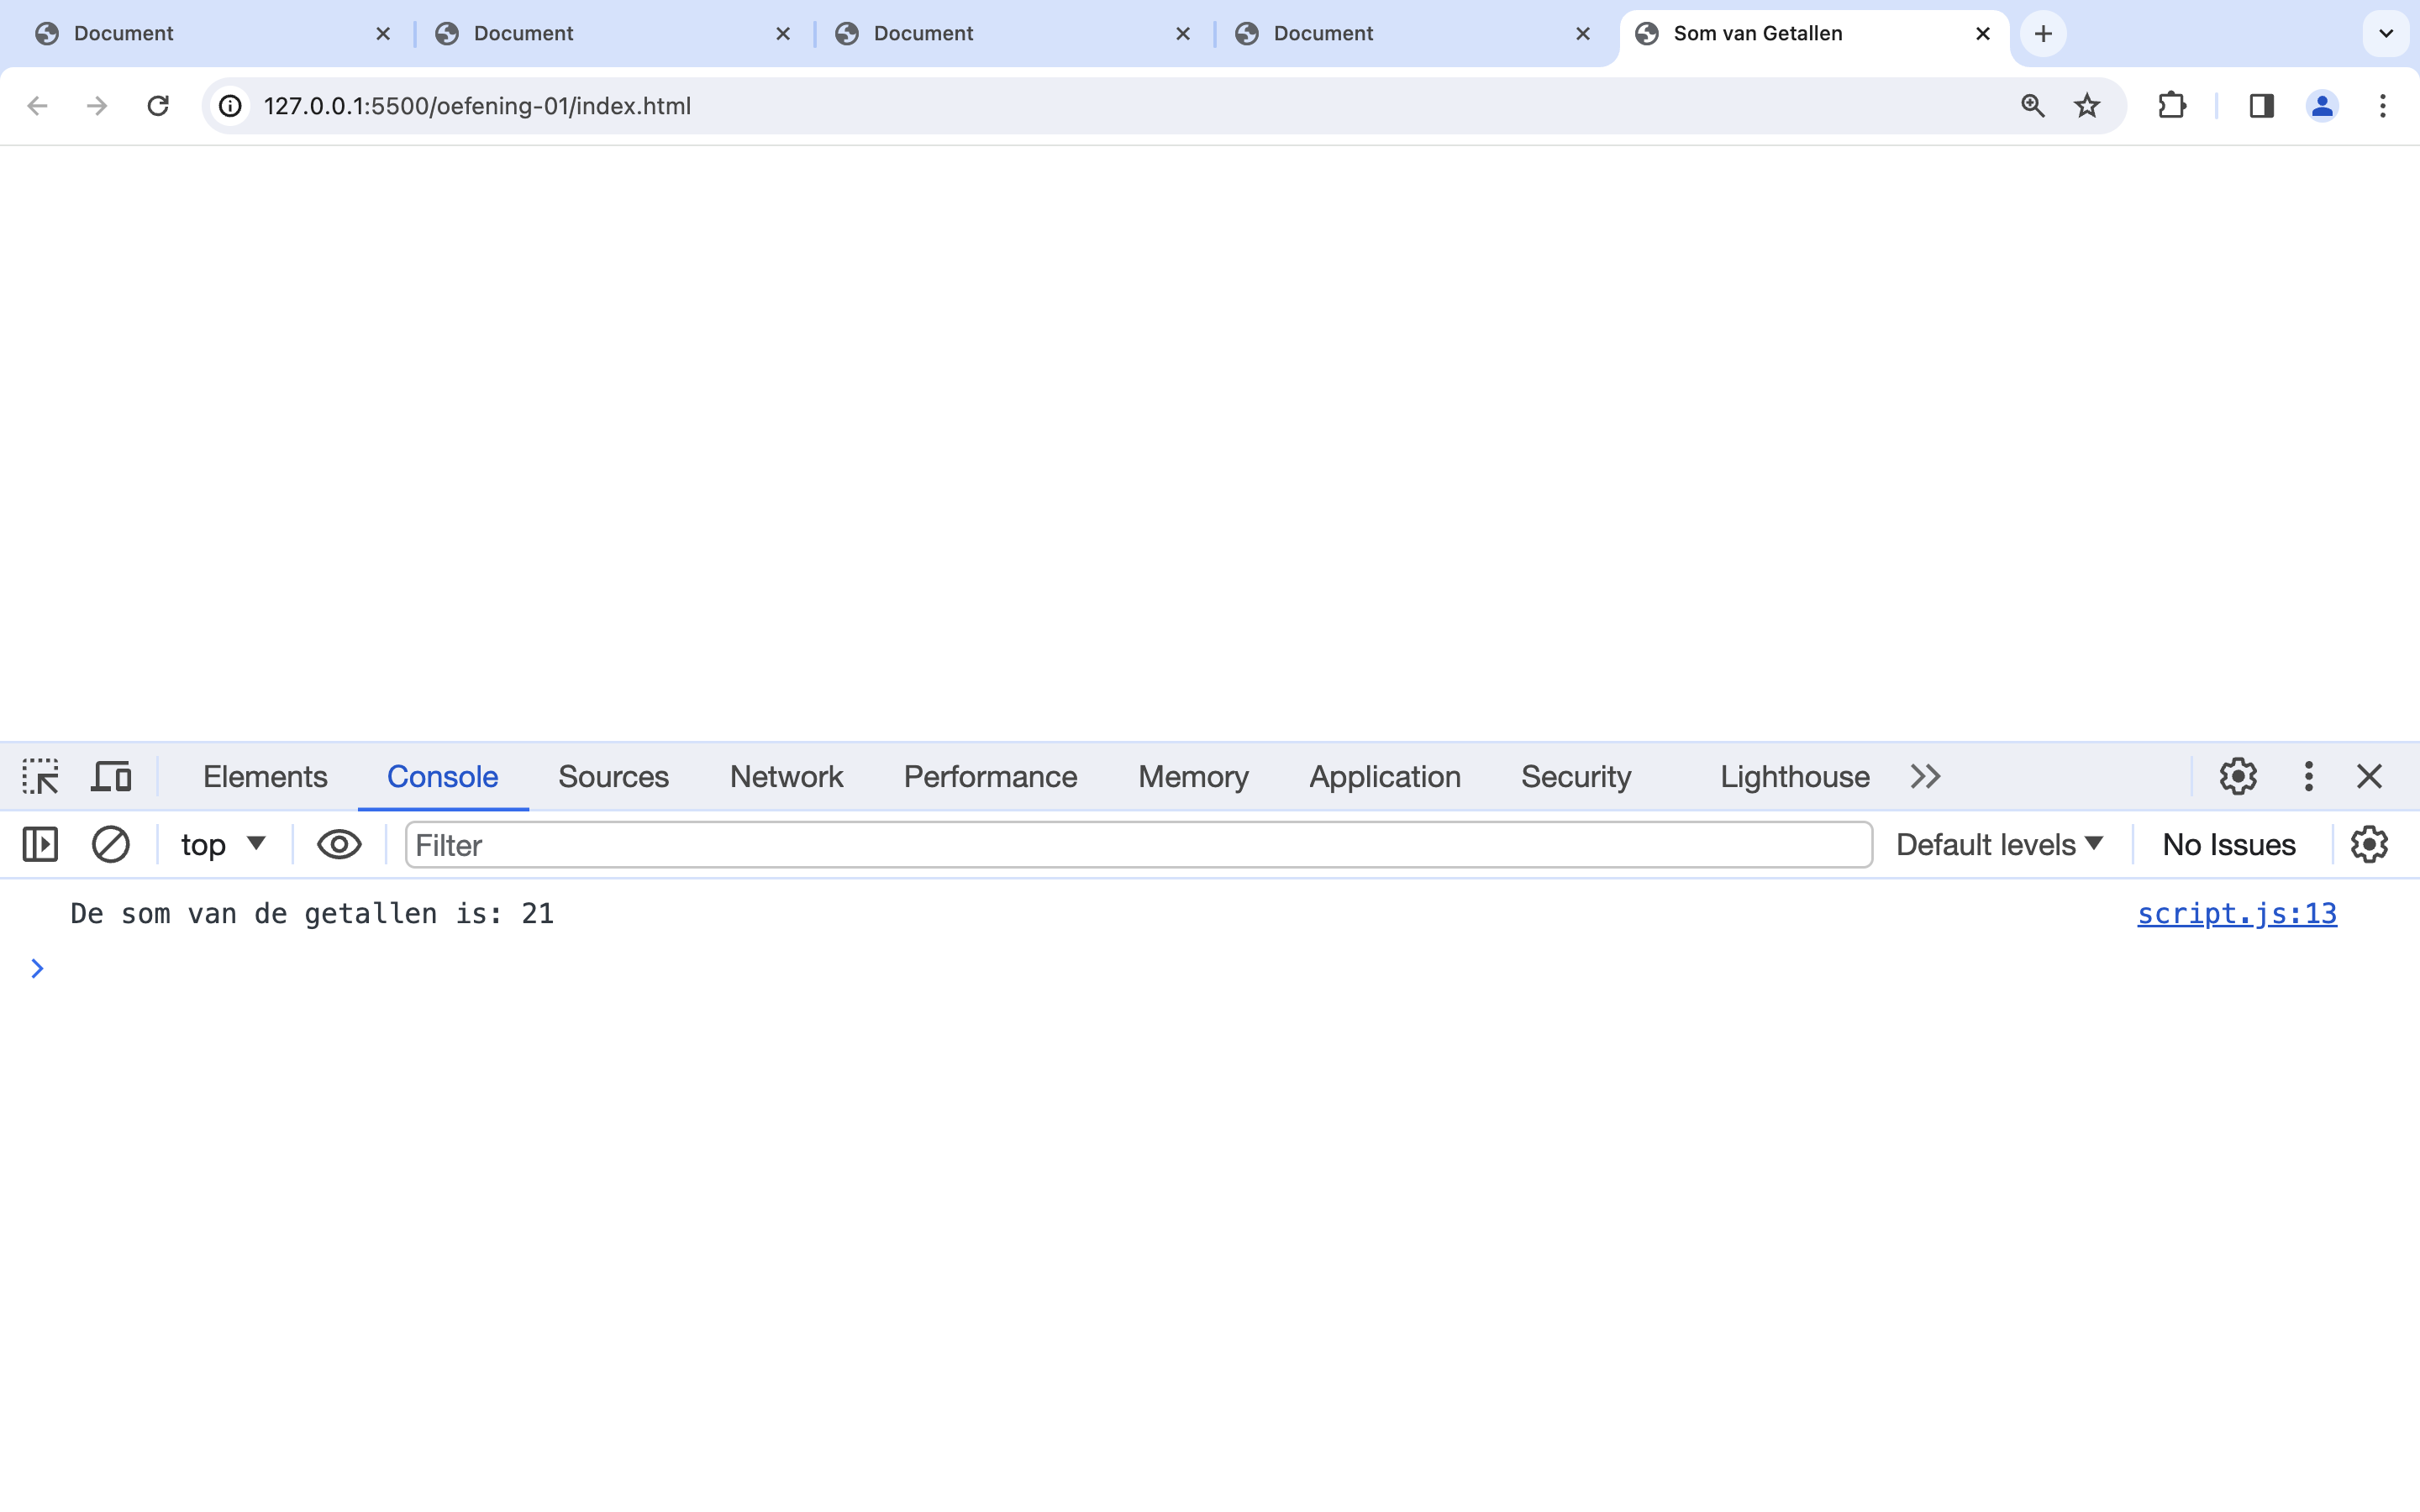 Document Document Document Document Som van Getallen
127.0.0.1:5500/oefening-01/index.html
Elements Console Sources Network Performance Memory Application Security Lighthouse
top Filter Default levels No Issues
De som van de getallen is: 21 script.js:13